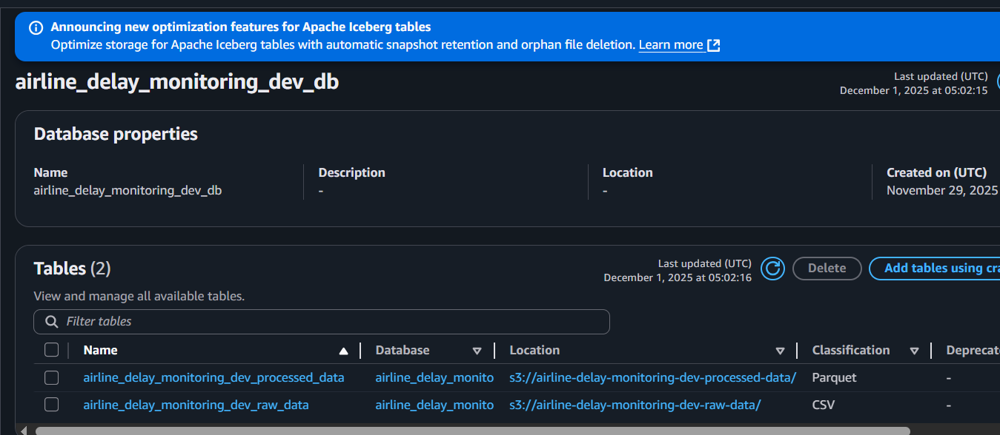 Announcing new optimization features for Apache Iceberg tables
Optimize storage for Apache Iceberg tables with automatic snapshot retention and orphan file deletion. Learn more
airline_delay_monitoring_dev_db
Last updated (UTC)
December 1, 2025 at 05:02:15
Database properties
Name Description Location Created on (UTC)
airline_delay_monitoring_dev_db - - November 29, 2025
Tables (2)
Last updated (UTC)
December 1, 2025 at 05:02:16
Delete Add tables using cra
View and manage all available tables.
Filter tables
Name Database Location Classification Deprecat
airline_delay_monitoring_dev_processed_data airline_delay_monito s3://airline-delay-monitoring-dev-processed-data/ Parquet -
airline_delay_monitoring_dev_raw_data airline_delay_monito s3://airline-delay-monitoring-dev-raw-data/ CSV -